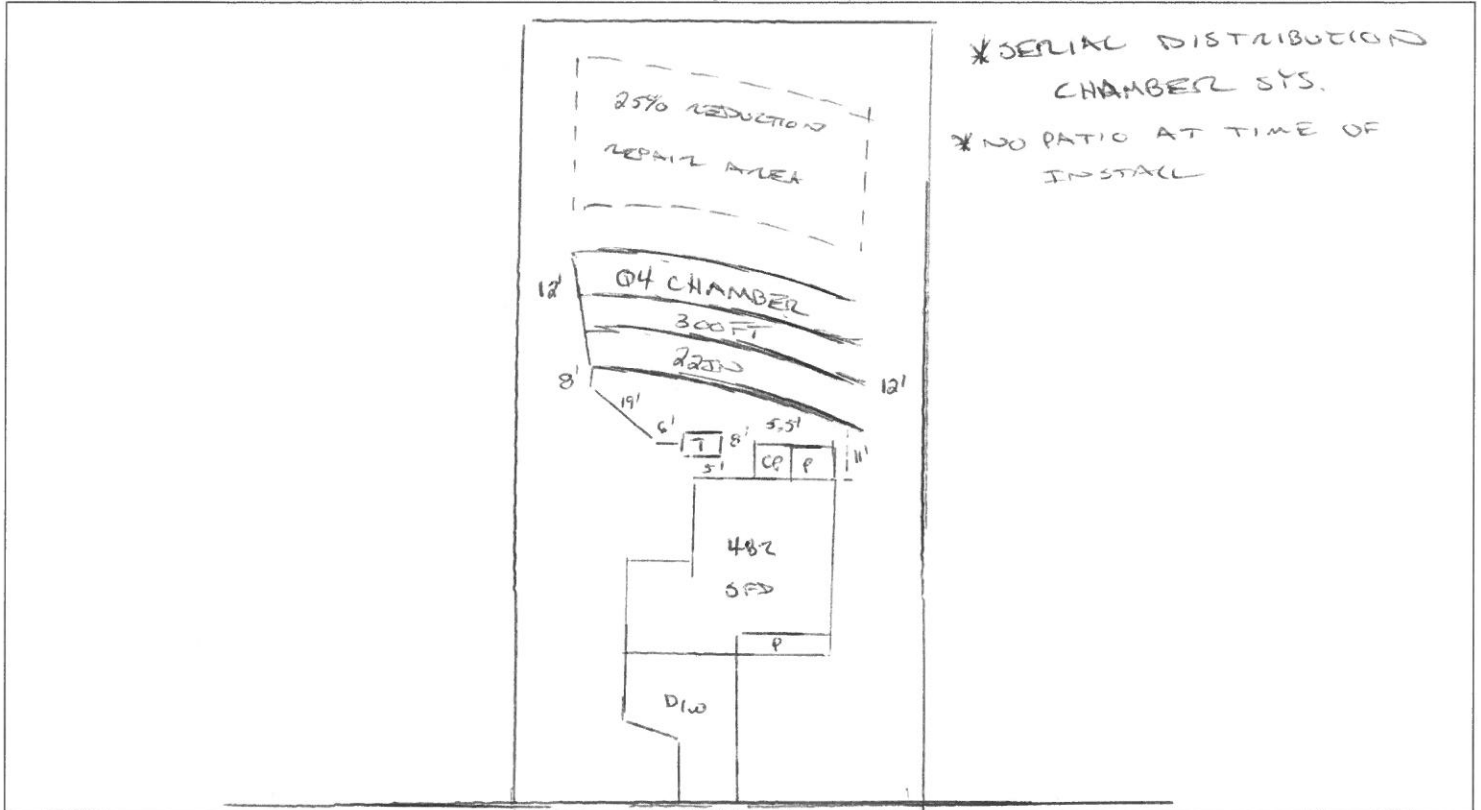 * SERIAL DISTRIBUTION
CHAMBER SYS.
* NO PATIO AT TIME OF
INSTALL
25% REDUCTION
REPAIR AREA
12'
Q4 CHAMBER
300FT
22IN
8'
12'
19'
6'
T
8'
5.5'
5'
CP
P
11'
4BR
SFD
P
D/W